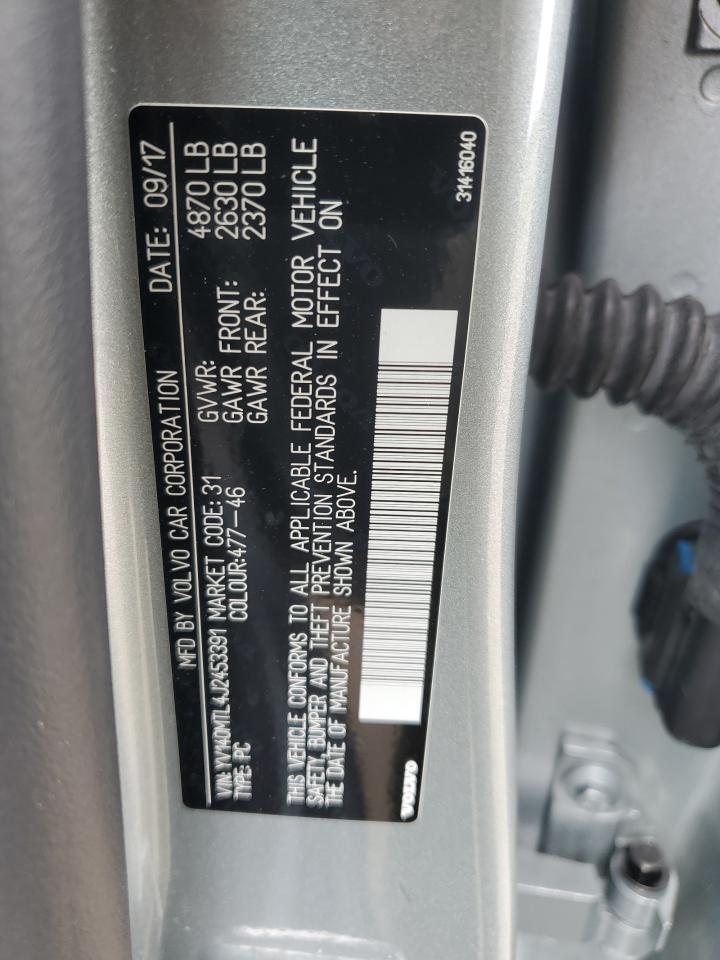 MFD BY VOLVO CAR CORPORATION DATE: 09/17
VIN: YV140MTL4J2453391 MARKET CODE: 31 GVWR: 4870 LB
TYPE: PC COLOUR: 477-46 GAWR FRONT: 2630 LB
GAWR REAR: 2370 LB
THIS VEHICLE CONFORMS TO ALL APPLICABLE FEDERAL MOTOR VEHICLE
SAFETY, BUMPER AND THEFT PREVENTION STANDARDS IN EFFECT ON
THE DATE OF MANUFACTURE SHOWN ABOVE.
VOLVO 31416040